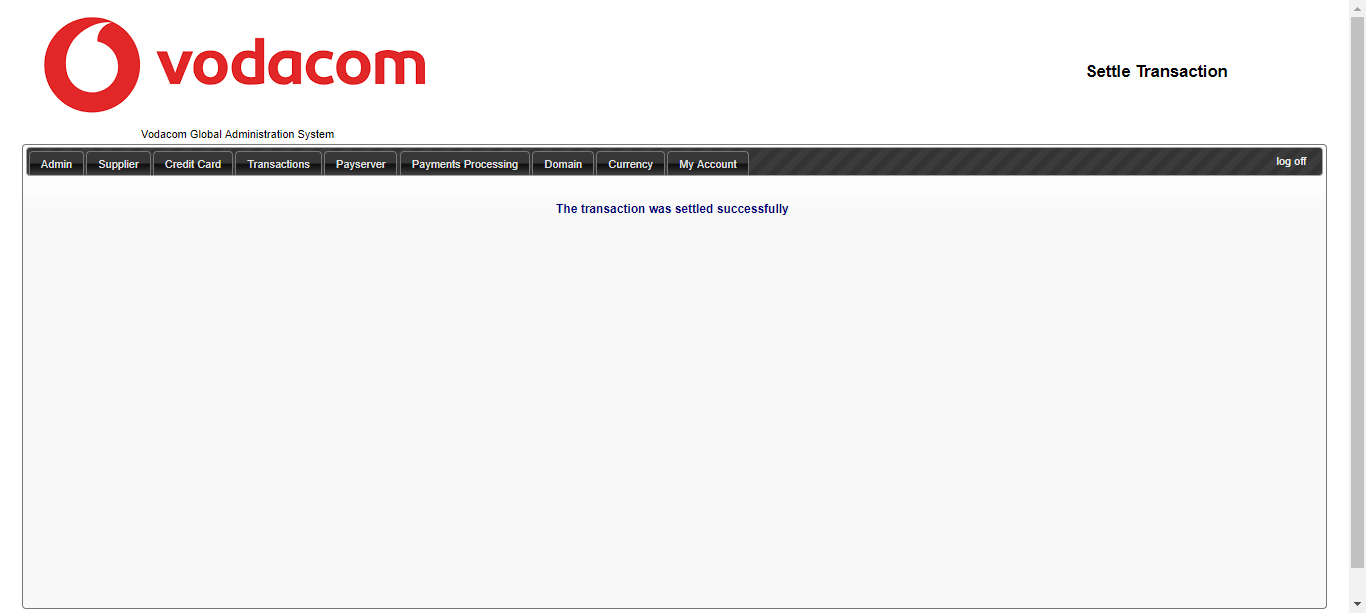 vodacom
Settle Transaction
Vodacom Global Administration System
Admin Supplier Credit Card Transactions Payserver Payments Processing Domain Currency My Account log off
The transaction was settled successfully